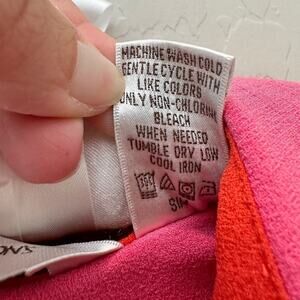 MACHINE WASH COLD
GENTLE CYCLE WITH
LIKE COLORS
ONLY NON-CHLORINE
BLEACH
WHEN NEEDED
TUMBLE DRY LOW
COOL IRON